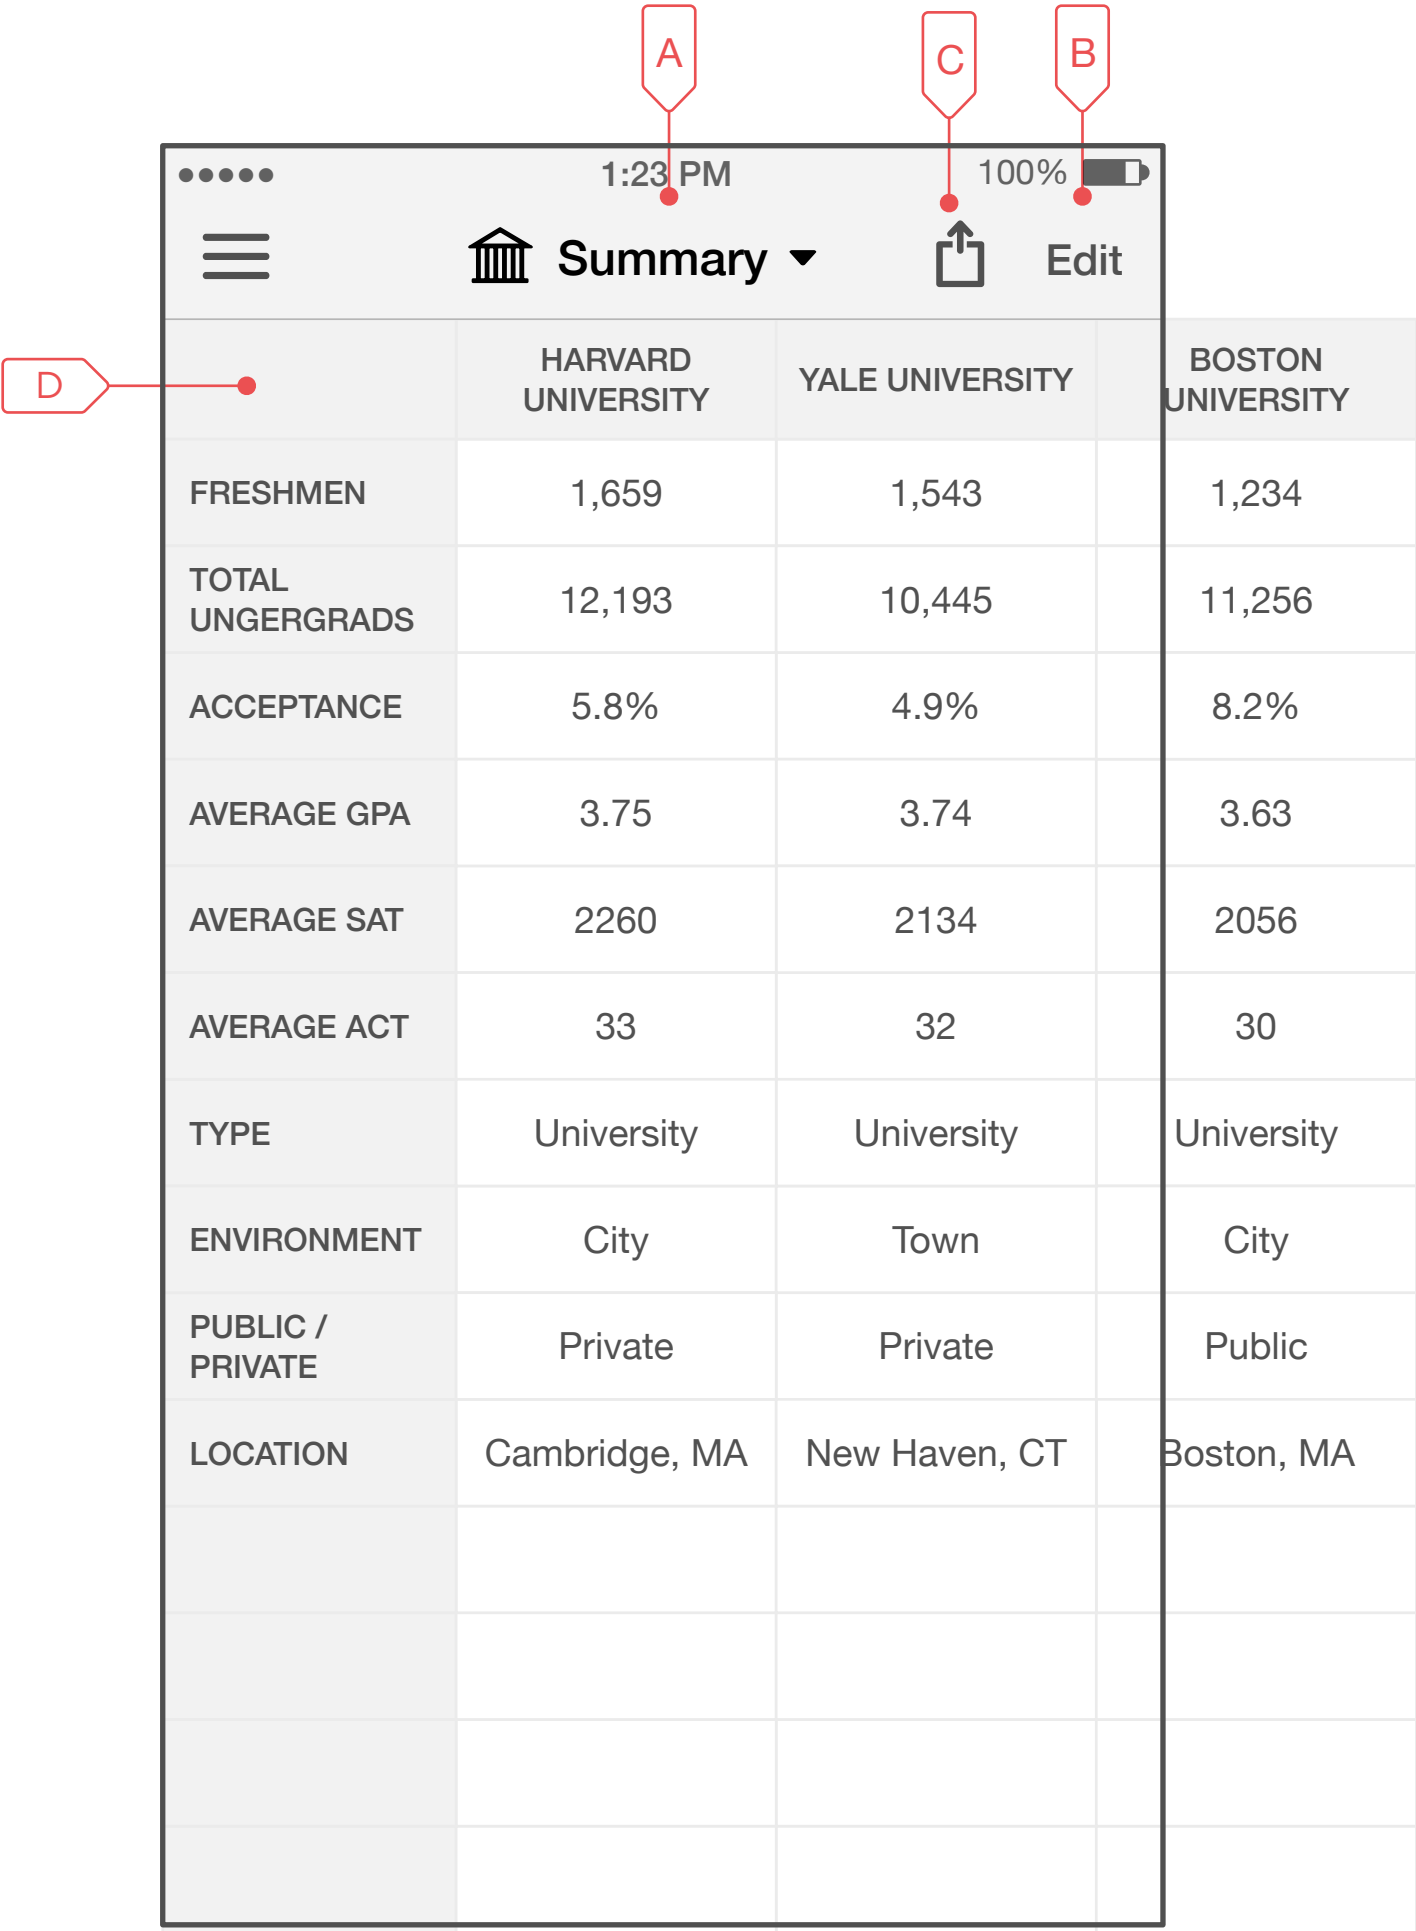 A
C
B
1:23 PM
100%
Summary
Edit
D
HARVARD
UNIVERSITY
YALE UNIVERSITY
BOSTON
UNIVERSITY
FRESHMEN
1,659
1,543
1,234
TOTAL
UNGERGRADS
12,193
10,445
11,256
ACCEPTANCE
5.8%
4.9%
8.2%
AVERAGE GPA
3.75
3.74
3.63
AVERAGE SAT
2260
2134
2056
AVERAGE ACT
33
32
30
TYPE
University
University
University
ENVIRONMENT
City
Town
City
PUBLIC /
PRIVATE
Private
Private
Public
LOCATION
Cambridge, MA
New Haven, CT
Boston, MA